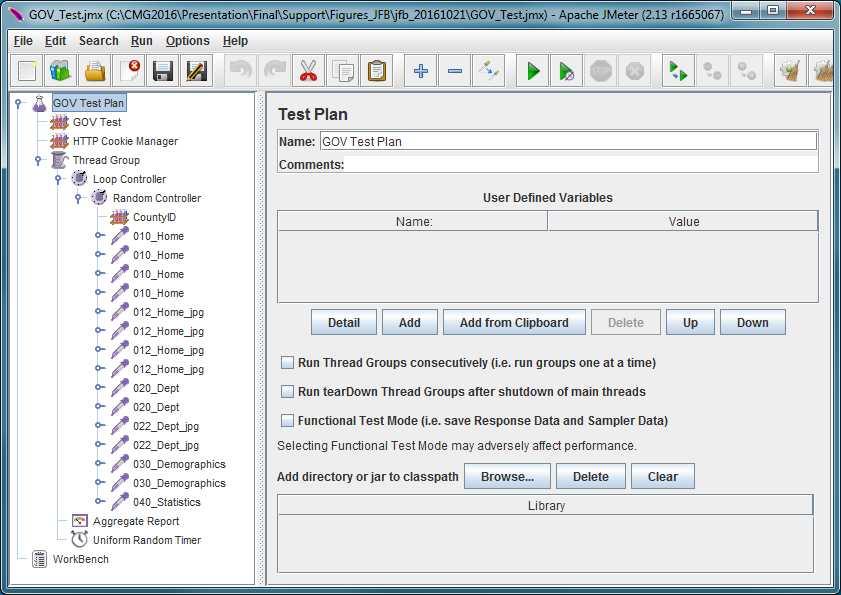 GOV_Test.jmx (C:\CMG2016\Presentation\Final\Support\Figures_JFB\jfb_20161021\GOV_Test.jmx) - Apache JMeter (2.13 r1665067)
File Edit Search Run Options Help
STOP
GOV Test Plan
GOV Test
HTTP Cookie Manager
Thread Group
Loop Controller
Random Controller
CountyID
010_Home
010_Home
010_Home
010_Home
012_Home_jpg
012_Home_jpg
012_Home_jpg
012_Home_jpg
020_Dept
020_Dept
022_Dept_jpg
022_Dept_jpg
030_Demographics
030_Demographics
040_Statistics
Aggregate Report
Uniform Random Timer
WorkBench
Test Plan
Name: GOV Test Plan
Comments:
User Defined Variables
Name: Value
Detail Add Add from Clipboard Delete Up Down
Run Thread Groups consecutively (i.e. run groups one at a time)
Run tearDown Thread Groups after shutdown of main threads
Functional Test Mode (i.e. save Response Data and Sampler Data)
Selecting Functional Test Mode may adversely affect performance.
Add directory or jar to classpath Browse... Delete Clear
Library